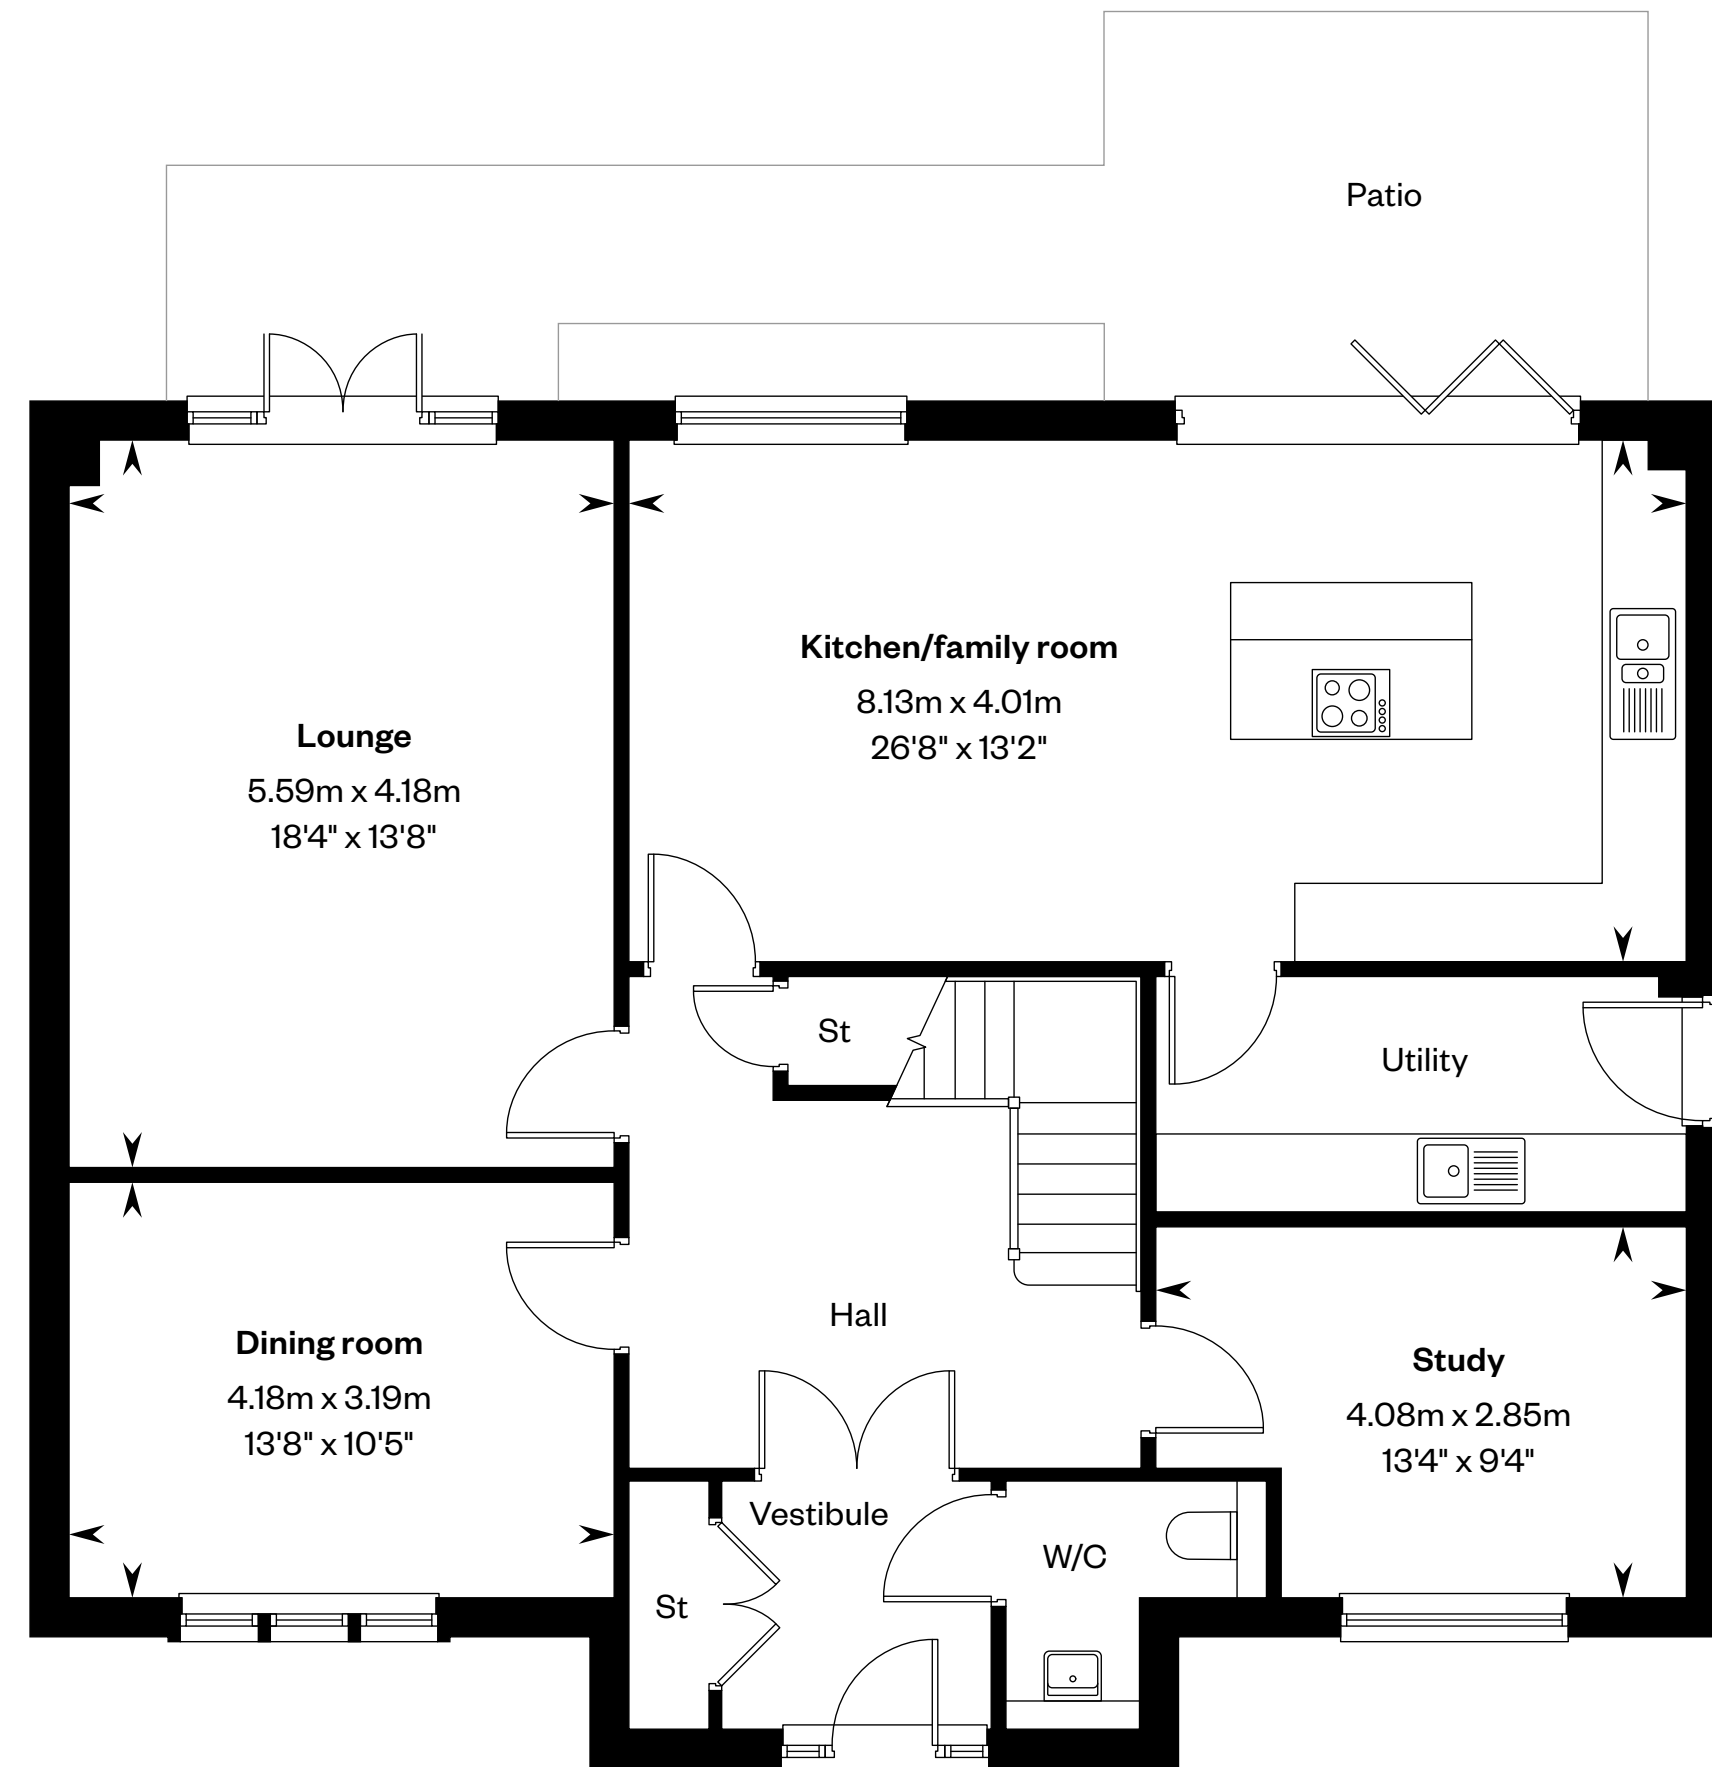 Patio
Kitchen/family room
8.13m x 4.01m
26'8" x 13'2"
Lounge
5.59m x 4.18m
18'4" x 13'8"
St
Utility
Hall
Dining room
4.18m x 3.19m
13'8" x 10'5"
Study
4.08m x 2.85m
13'4" x 9'4"
Vestibule
W/C
St